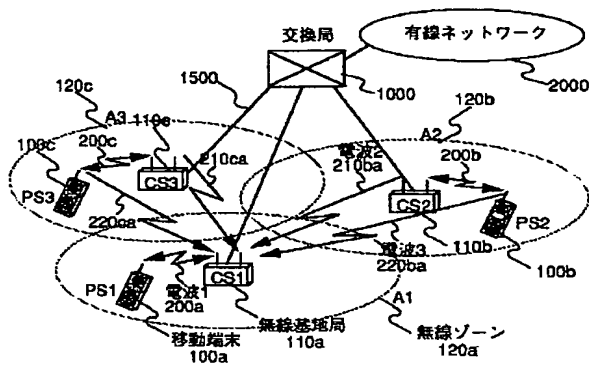 交換局
有線ネットワーク
1500
1000
2000
120c
110c
A3
100c
200c
210ca
電波2
210ba
120b
A2
200b
PS3
CS3
CS2
PS2
220ca
110b
電波3
220ba
100b
CS1
PS1
電波1
200a
A1
無線基地局
110a
移動端末
100a
無線ゾーン
120a